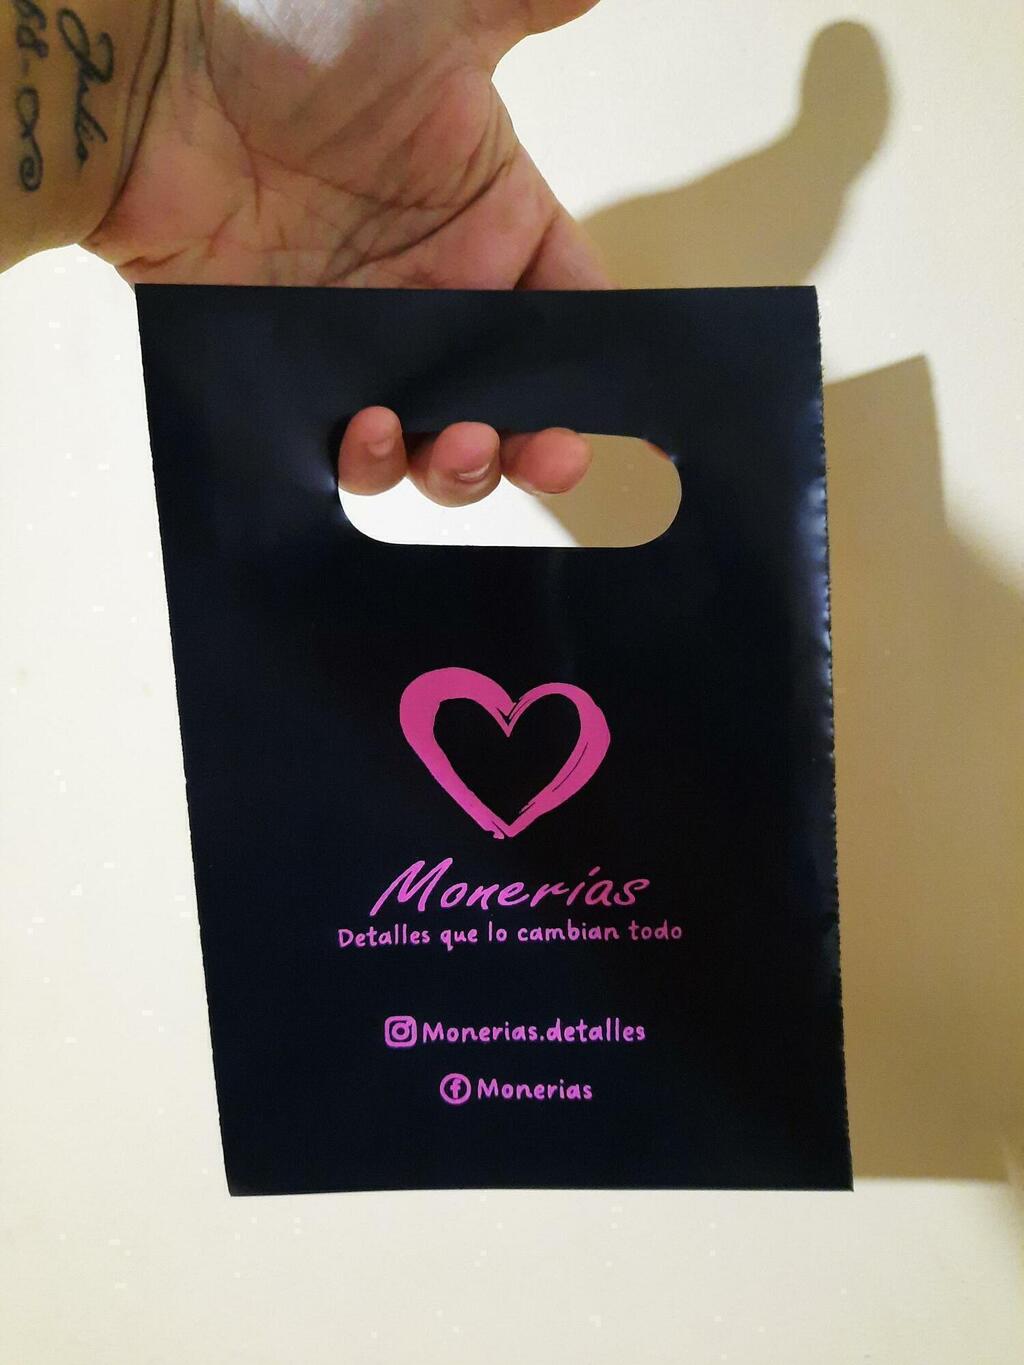 Monerías
Detalles que lo cambian todo
Monerias.detalles
Monerias